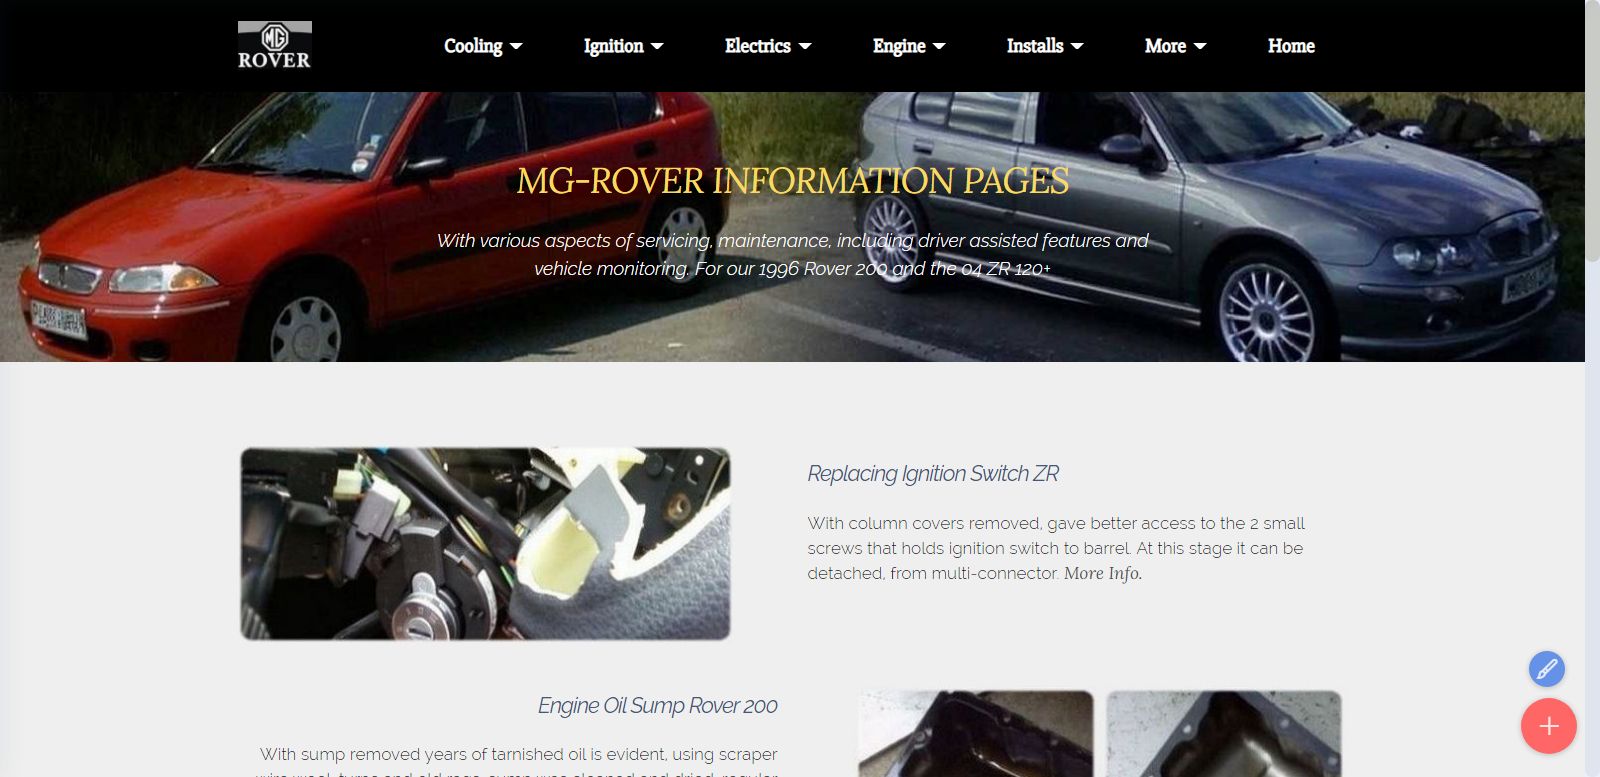 MG
ROVER
Cooling
Ignition
Electrics
Engine
Installs
More
Home
MG-ROVER INFORMATION PAGES
With various aspects of servicing, maintenance, including driver assisted features and
vehicle monitoring. For our 1996 Rover 200 and the 04 ZR 120+
Replacing Ignition Switch ZR
With column covers removed, gave better access to the 2 small
screws that holds ignition switch to barrel. At this stage it can be
detached, from multi-connector. More Info.
Engine Oil Sump Rover 200
With sump removed years of tarnished oil is evident, using scraper